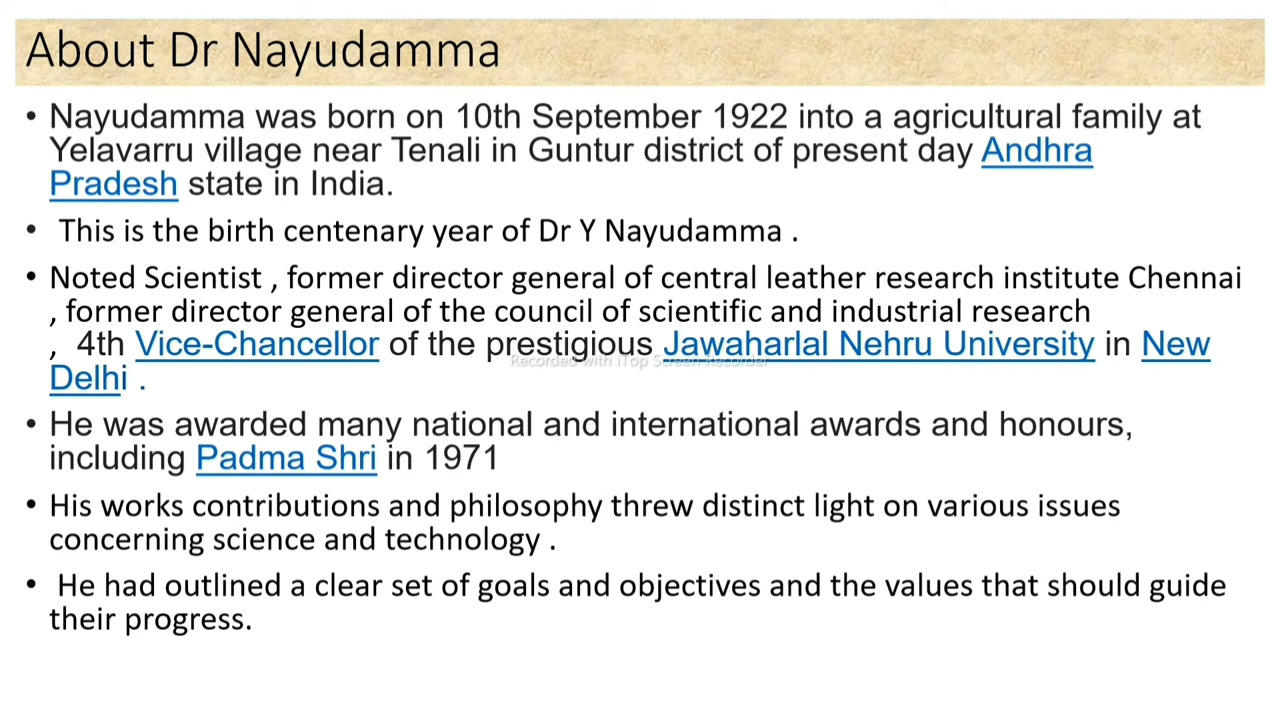 About Dr Nayudamma
• Nayudamma was born on 10th September 1922 into a agricultural family at
Yelavarru village near Tenali in Guntur district of present day Andhra
Pradesh state in India.
• This is the birth centenary year of Dr Y Nayudamma .
• Noted Scientist , former director general of central leather research institute Chennai
, former director general of the council of scientific and industrial research
, 4th Vice-Chancellor of the prestigious Jawaharlal Nehru University in New
Delhi .
Recorded with iTop Screen Recorder
• He was awarded many national and international awards and honours,
including Padma Shri in 1971
• His works contributions and philosophy threw distinct light on various issues
concerning science and technology .
• He had outlined a clear set of goals and objectives and the values that should guide
their progress.